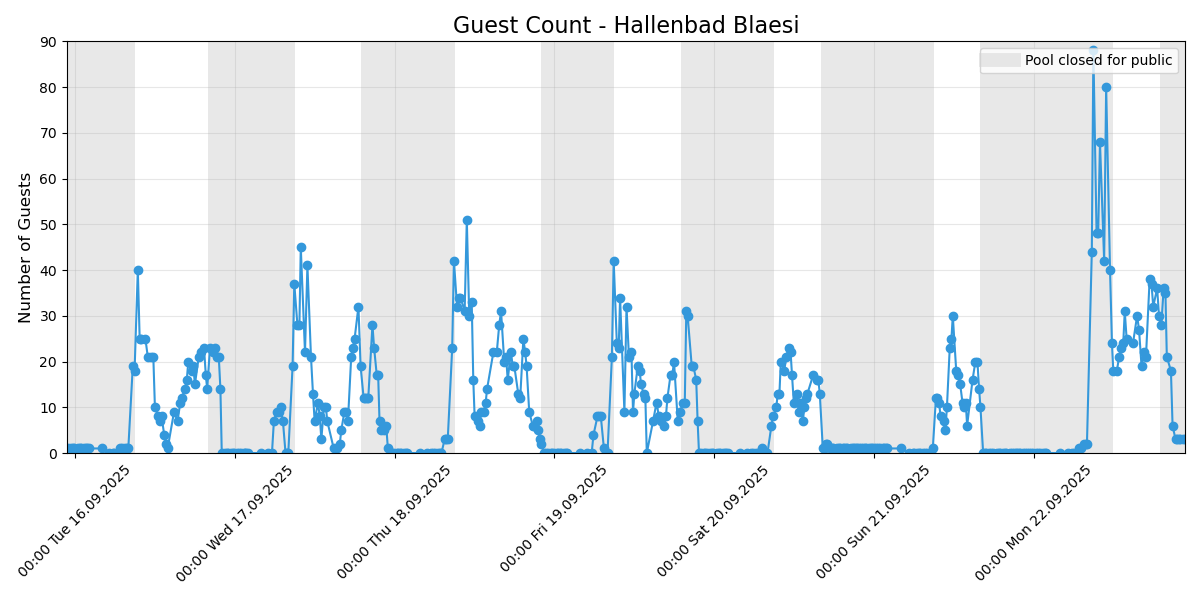 Guest Count - Hallenbad Blaesi
Pool closed for public
Number of Guests
90
80
70
60
50
40
30
20
10
0
00:00 Tue 16.09.2025
00:00 Wed 17.09.2025
00:00 Thu 18.09.2025
00:00 Fri 19.09.2025
00:00 Sat 20.09.2025
00:00 Sun 21.09.2025
00:00 Mon 22.09.2025